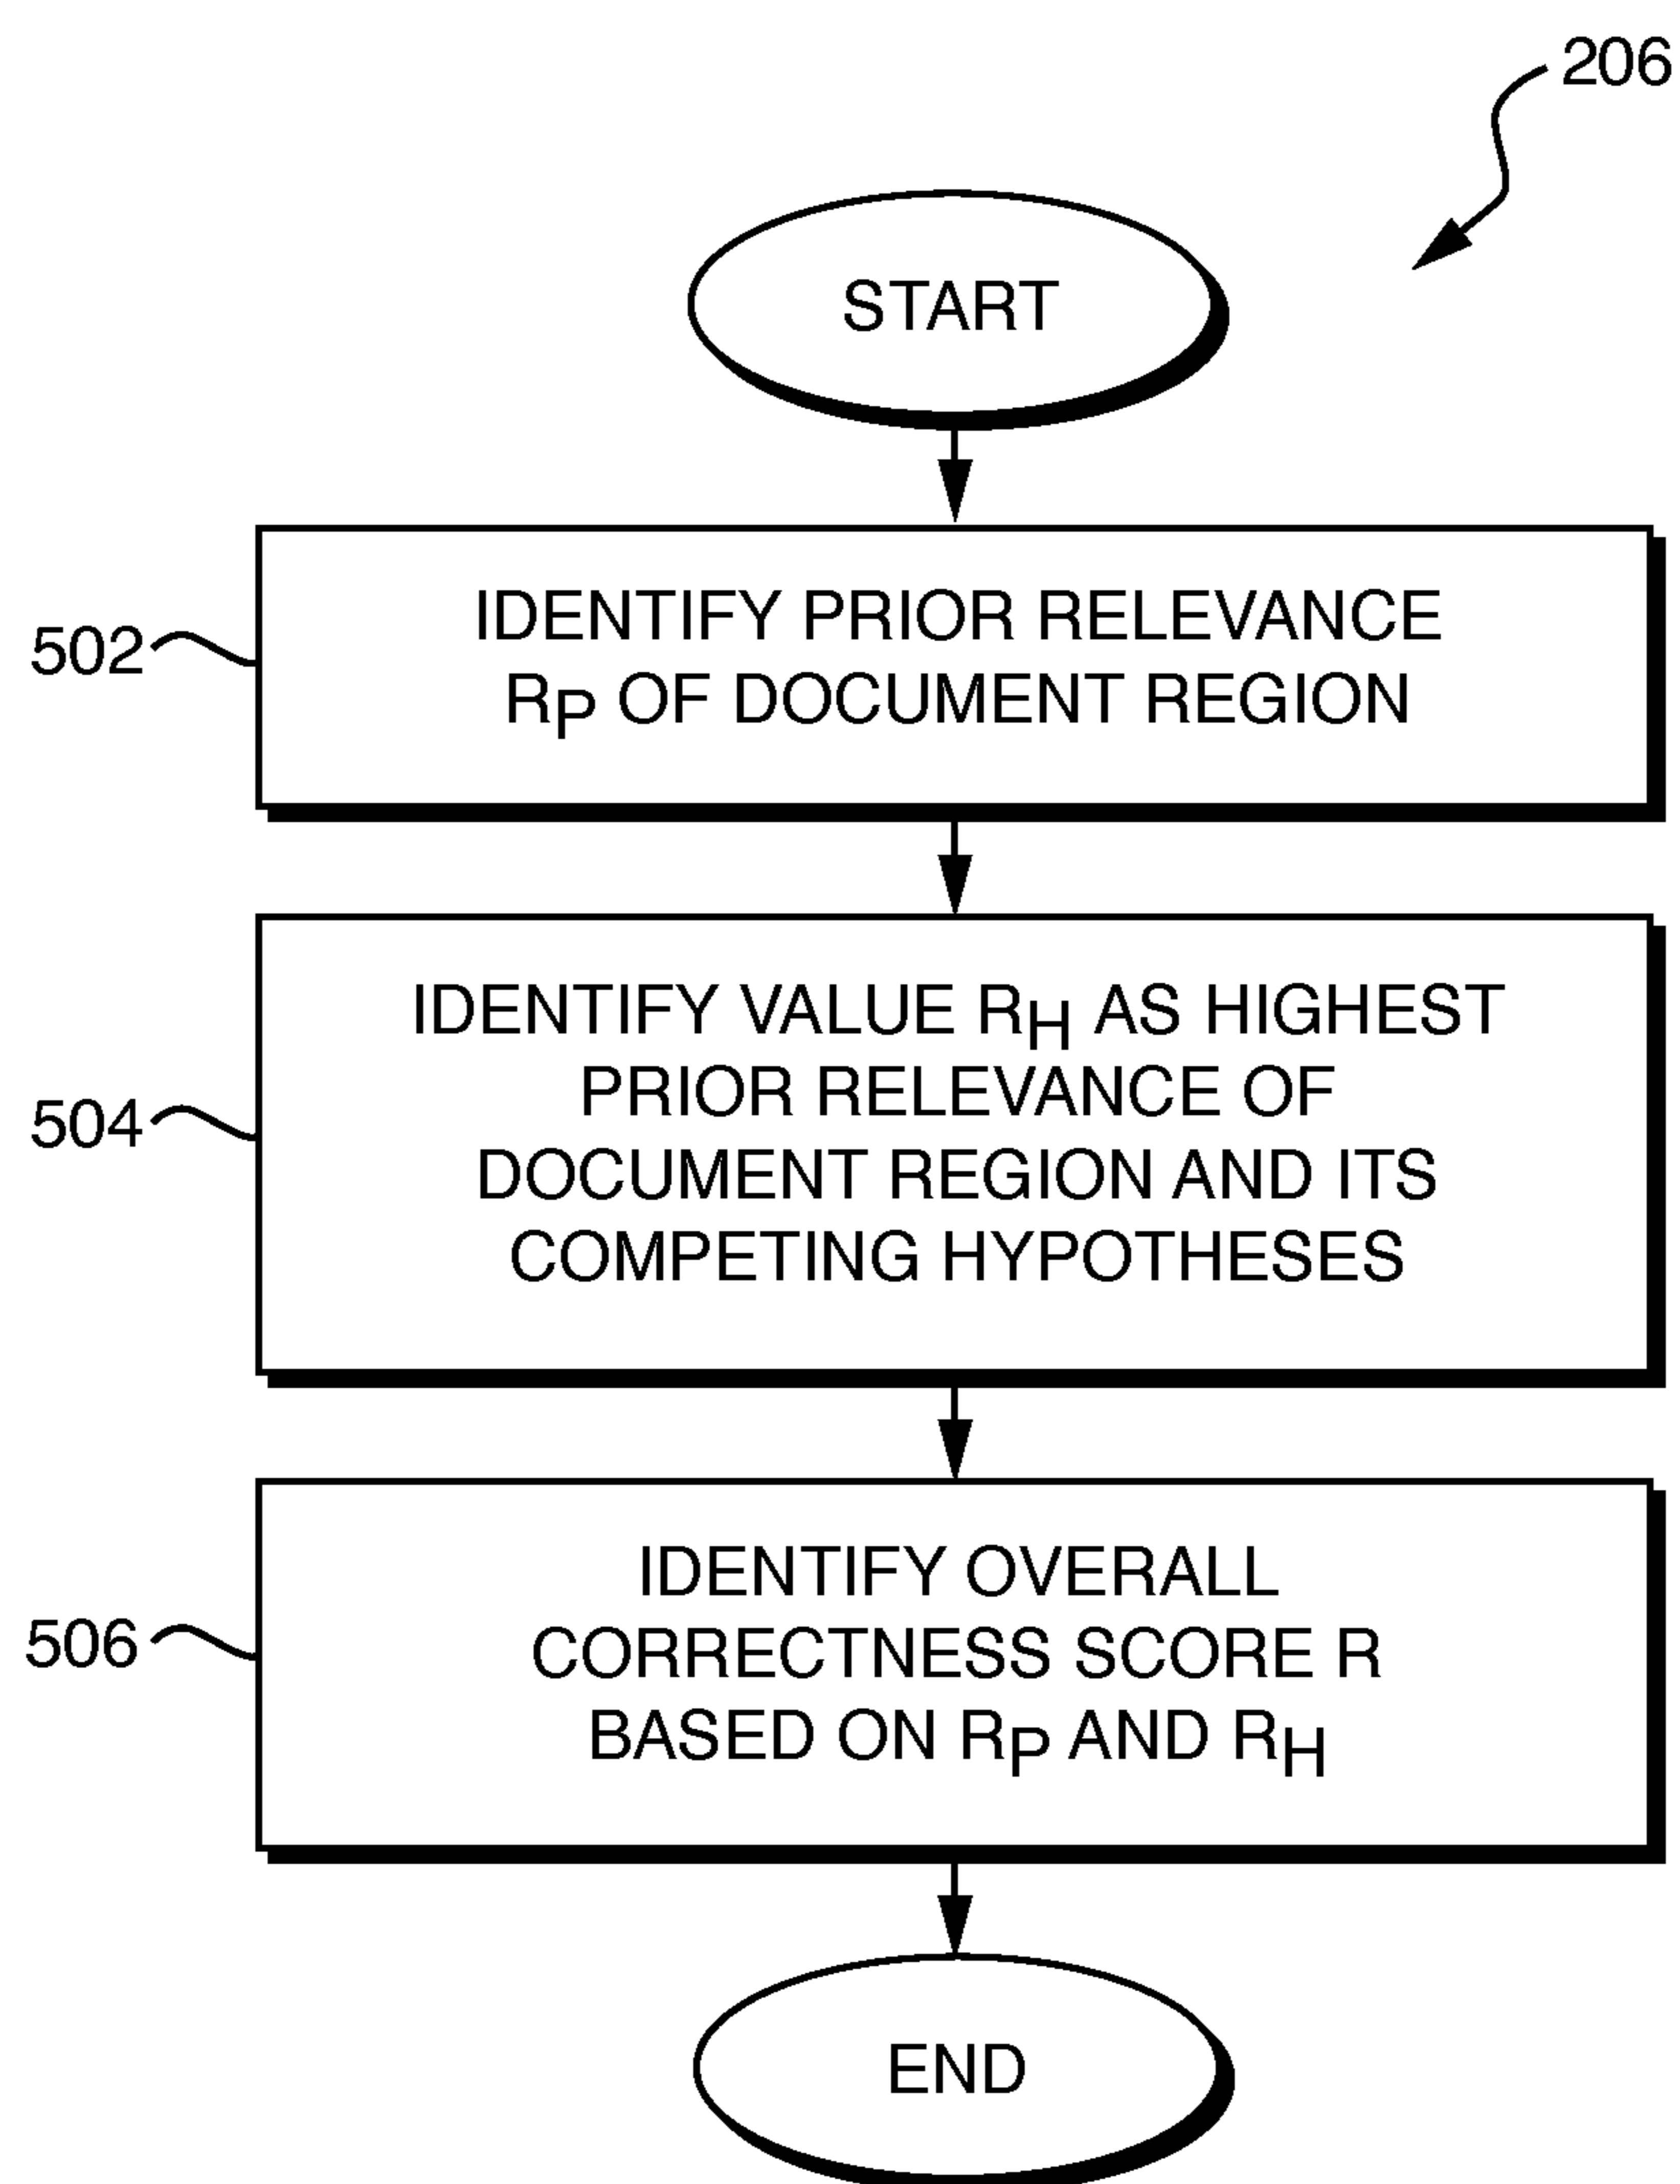 206
START
502
IDENTIFY PRIOR RELEVANCE
RP OF DOCUMENT REGION
504
IDENTIFY VALUE RH AS HIGHEST
PRIOR RELEVANCE OF
DOCUMENT REGION AND ITS
COMPETING HYPOTHESES
506
IDENTIFY OVERALL
CORRECTNESS SCORE R
BASED ON RP AND RH
END